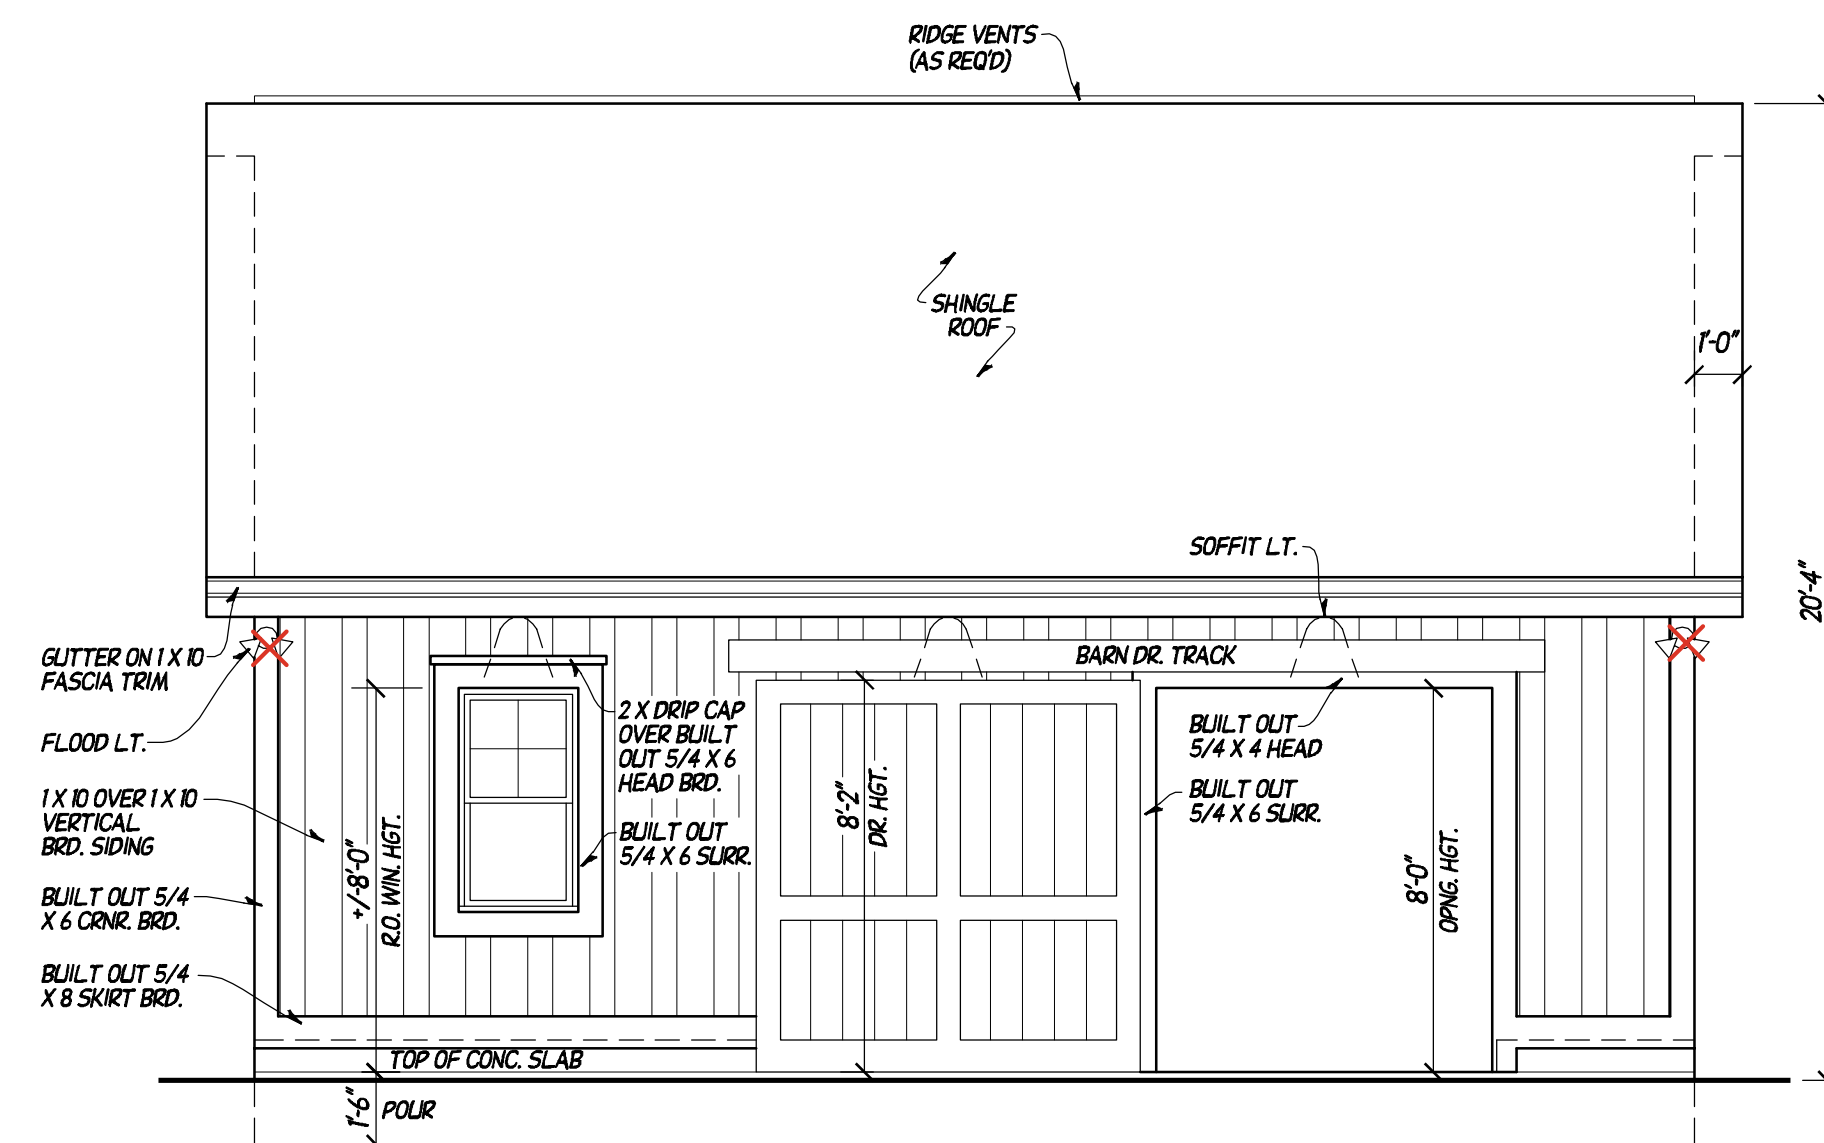 RIDGE VENTS
(AS REQ'D)
SHINGLE
ROOF
1'-0"
20'-4"
SOFFIT LT.
GUTTER ON 1 X 10
FASCIA TRIM
FLOOD LT.
1 X 10 OVER 1 X 10
VERTICAL
BRD. SIDING
BUILT OUT 5/4
X 6 CRNR. BRD.
BUILT OUT 5/4
X 8 SKIRT BRD.
+/-8'-0"
R.O. WIN. HGT.
2 X DRIP CAP
OVER BUILT
OUT 5/4 X 6
HEAD BRD.
BUILT OUT
5/4 X 6 SURR.
BARN DR. TRACK
8'-2"
DR. HGT.
BUILT OUT
5/4 X 4 HEAD
BUILT OUT
5/4 X 6 SURR.
8'-0"
OPNG. HGT.
TOP OF CONC. SLAB
1'-6"
POUR